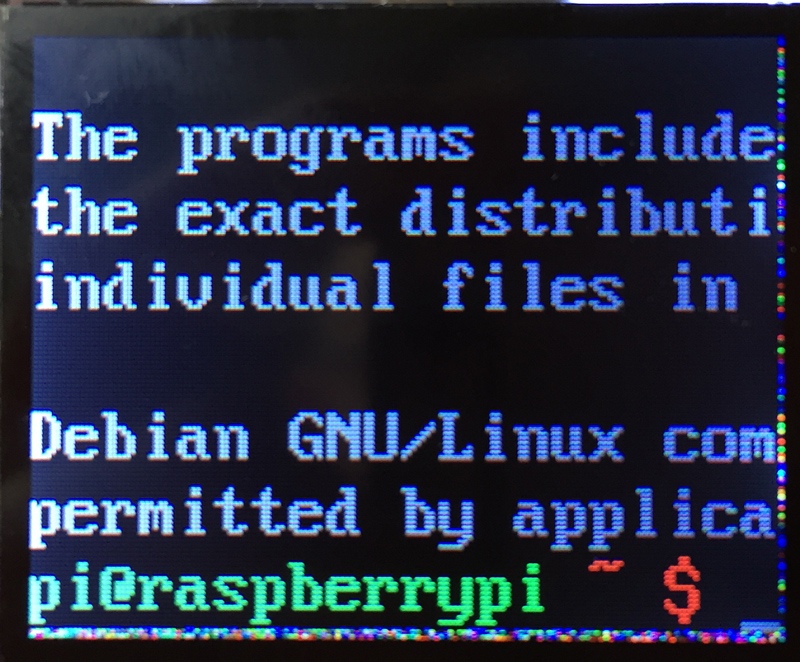 The programs include
the exact distributi
individual files in
Debian GNU/Linux com
permitted by applica
pi@raspberrypi ~ $ _